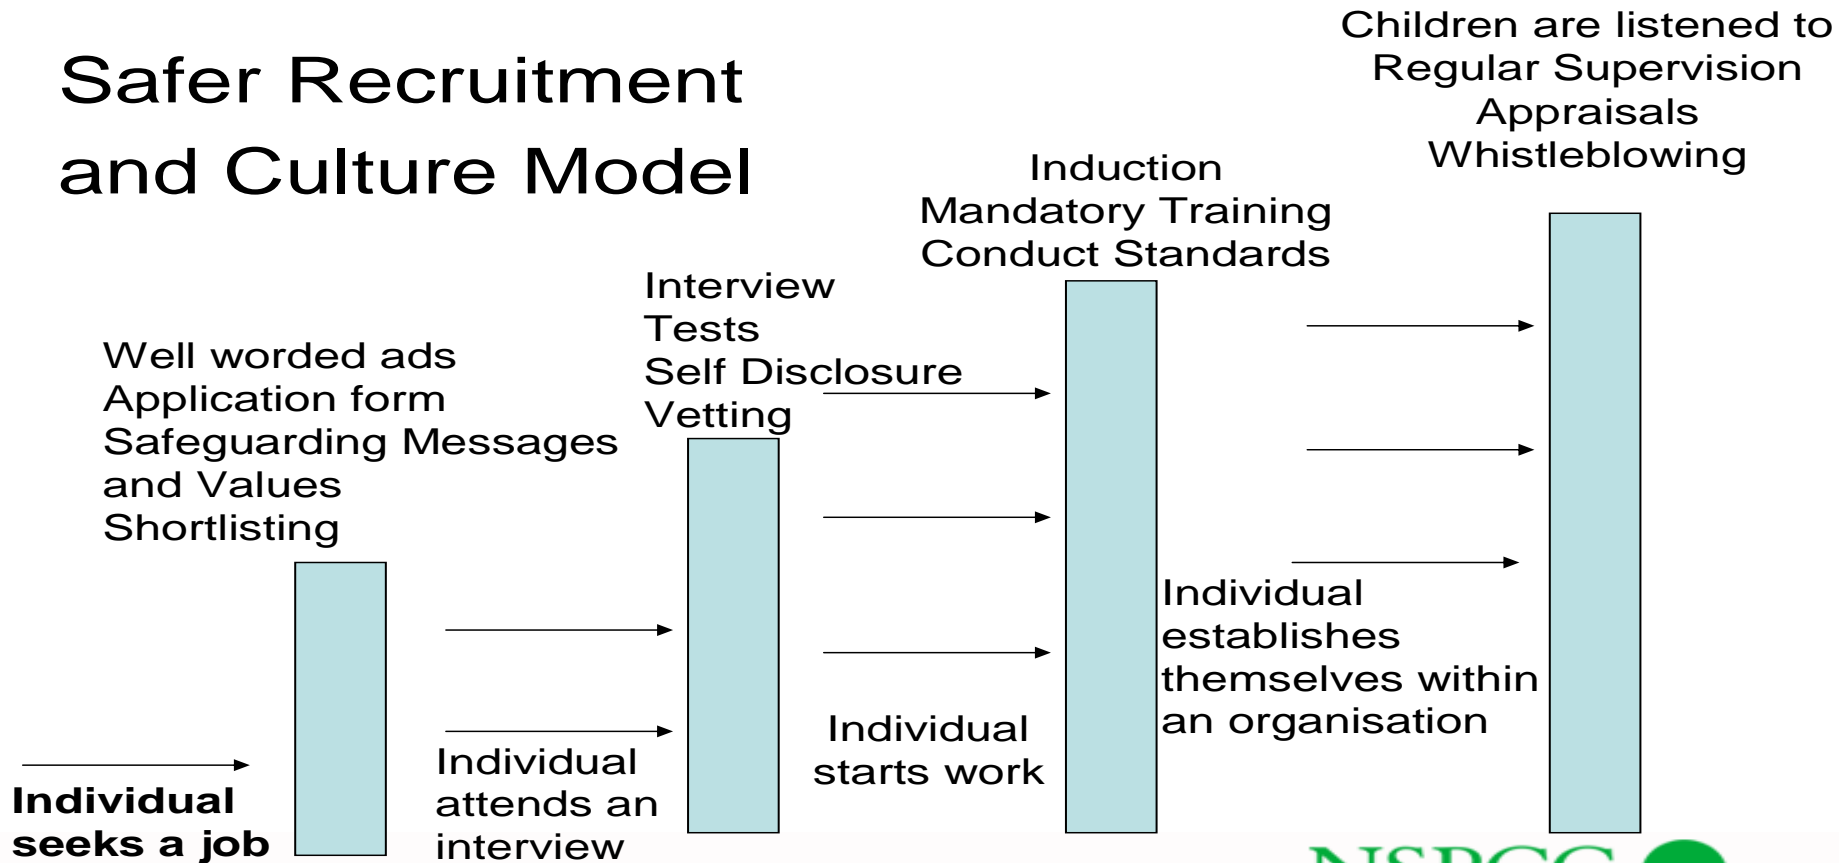 Safer Recruitment
and Culture Model
Individual
seeks a job
Well worded ads
Application form
Safeguarding Messages
and Values
Shortlisting
Individual
attends an
interview
Interview
Tests
Self Disclosure
Vetting
Individual
starts work
Induction
Mandatory Training
Conduct Standards
Individual
establishes
themselves within
an organisation
Children are listened to
Regular Supervision
Appraisals
Whistleblowing
NSPCC